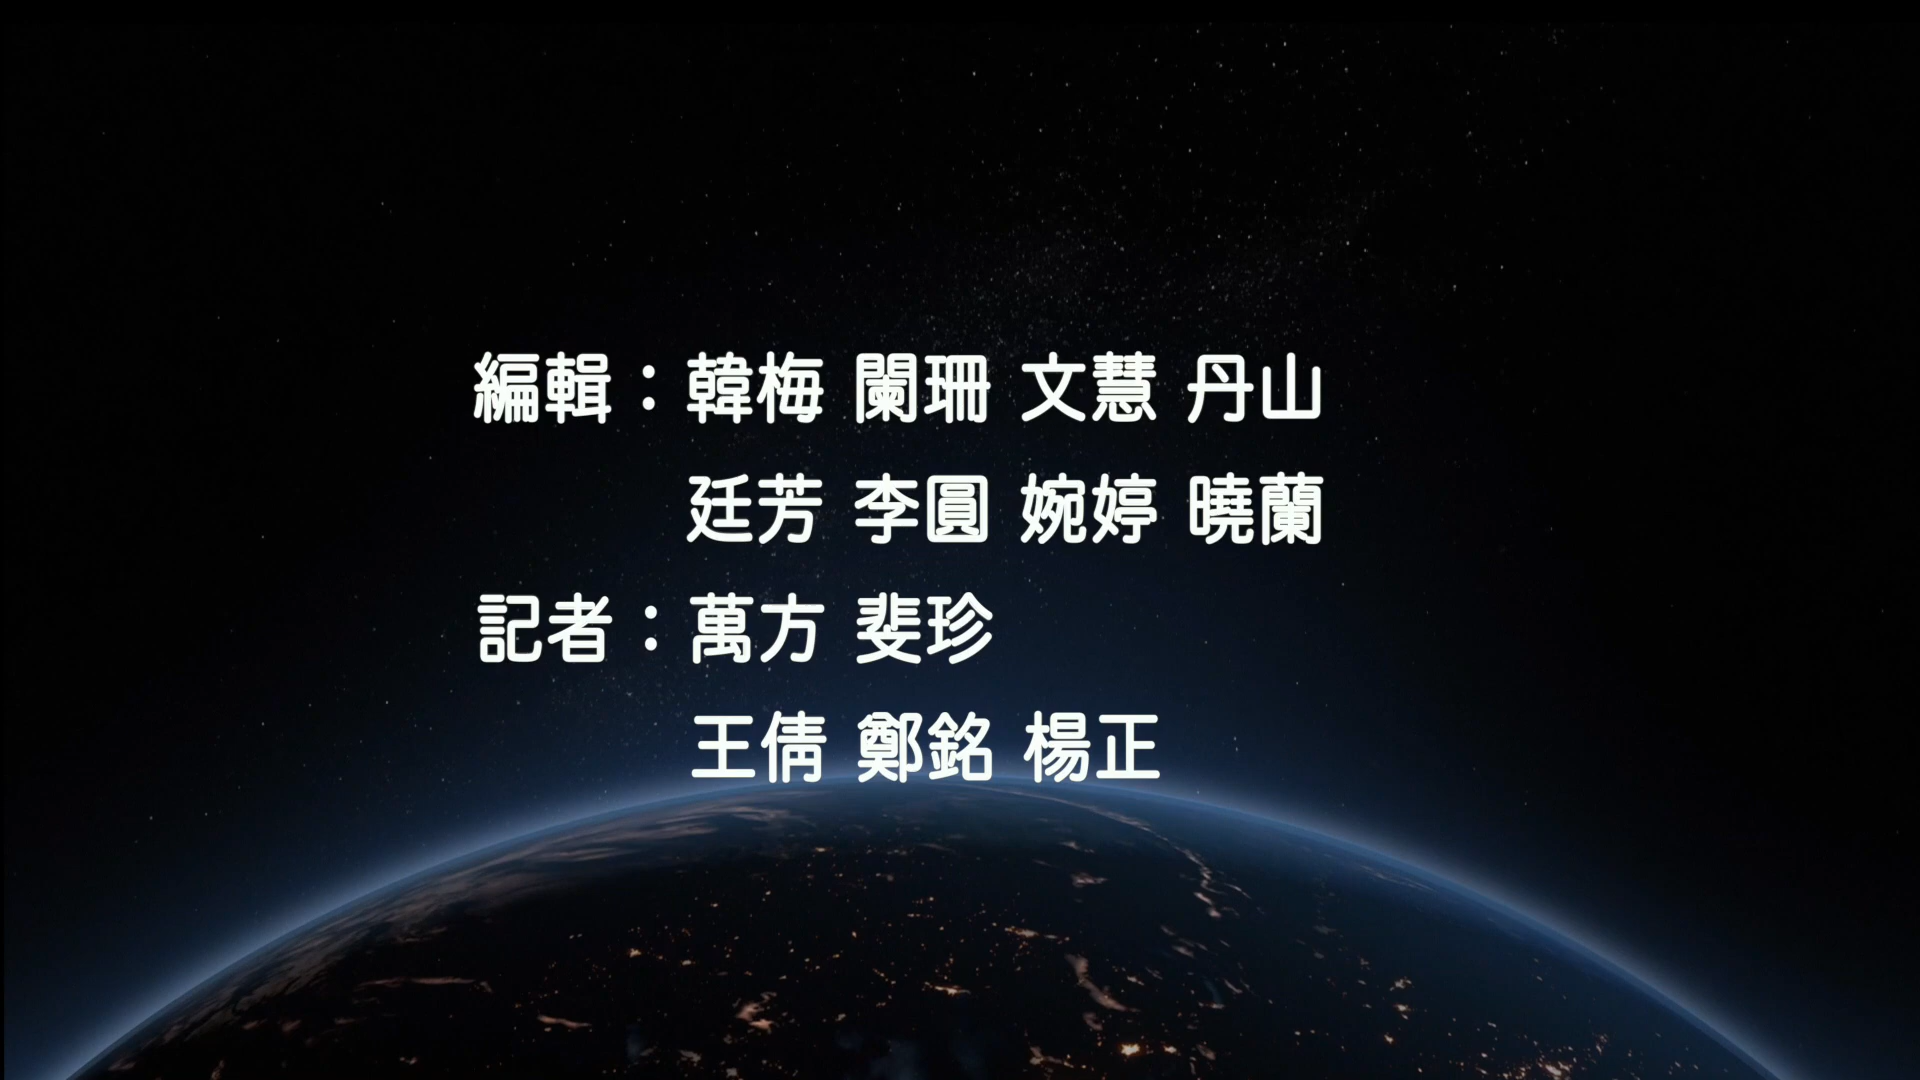 編輯：韓梅 闌珊 文慧 丹山
廷芳 李圓 婉婷 曉蘭
記者：萬方 斐珍
王倩 鄭銘 楊正